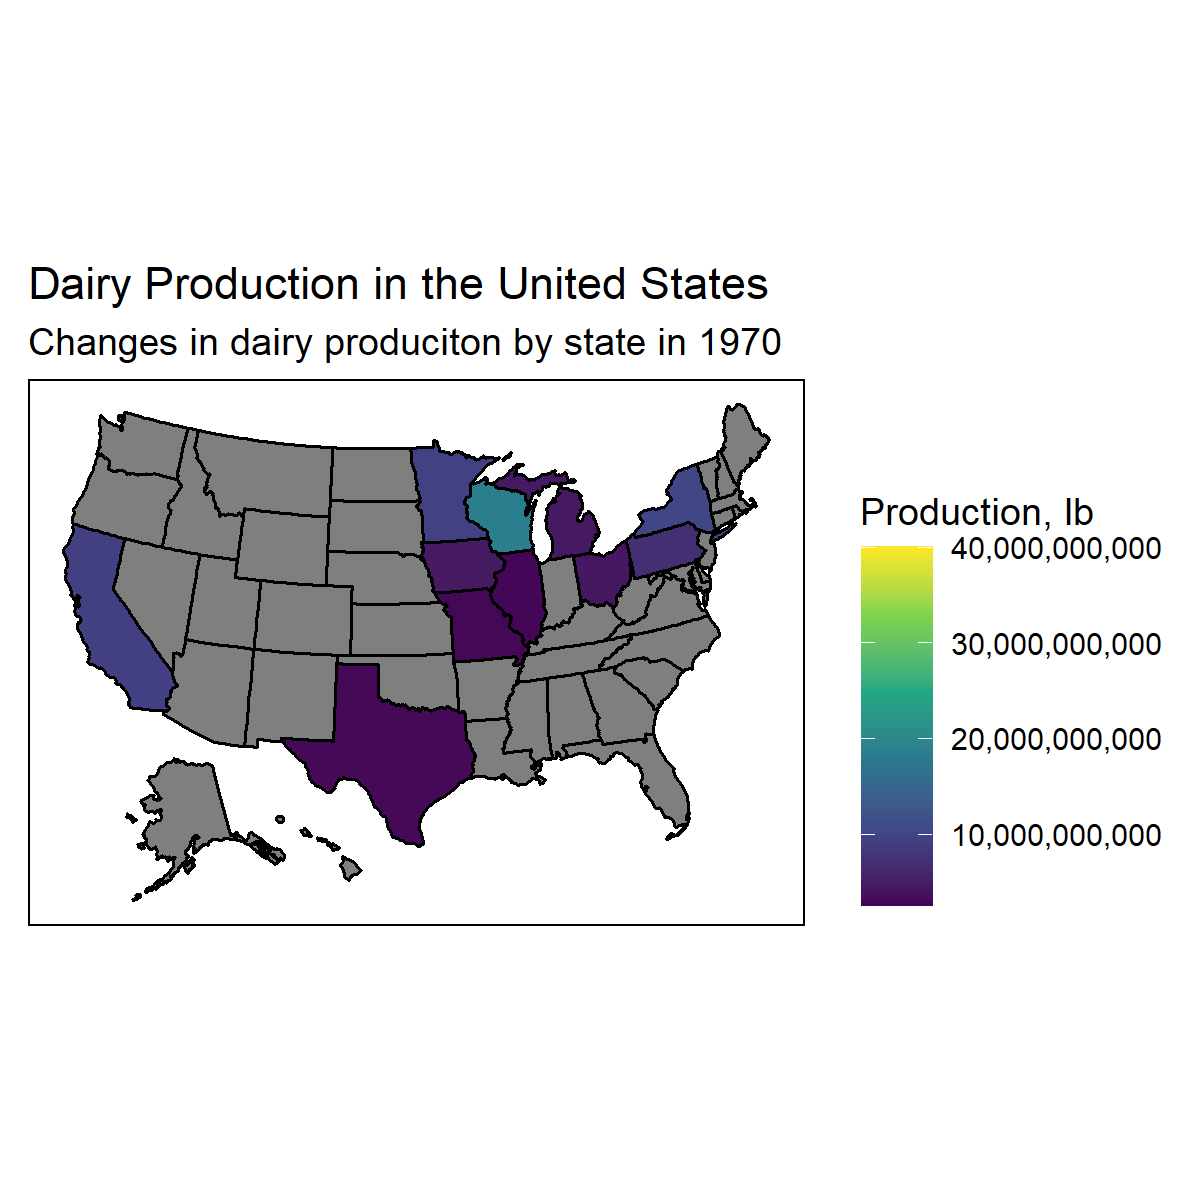 Dairy Production in the United States
Changes in dairy produciton by state in 1970
Production, lb
40,000,000,000
30,000,000,000
20,000,000,000
10,000,000,000